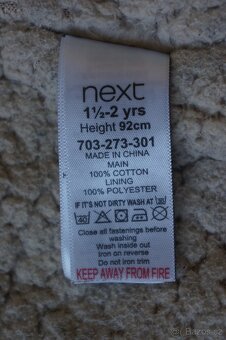 next
1½-2 yrs
Height 92cm
703-273-301
MADE IN CHINA
MAIN
100% COTTON
LINING
100% POLYESTER
IF IT'S NOT DIRTY WASH AT 30
Close all fastenings before
washing
Wash inside out
Iron on reverse
Do not iron trim
KEEP AWAY FROM FIRE